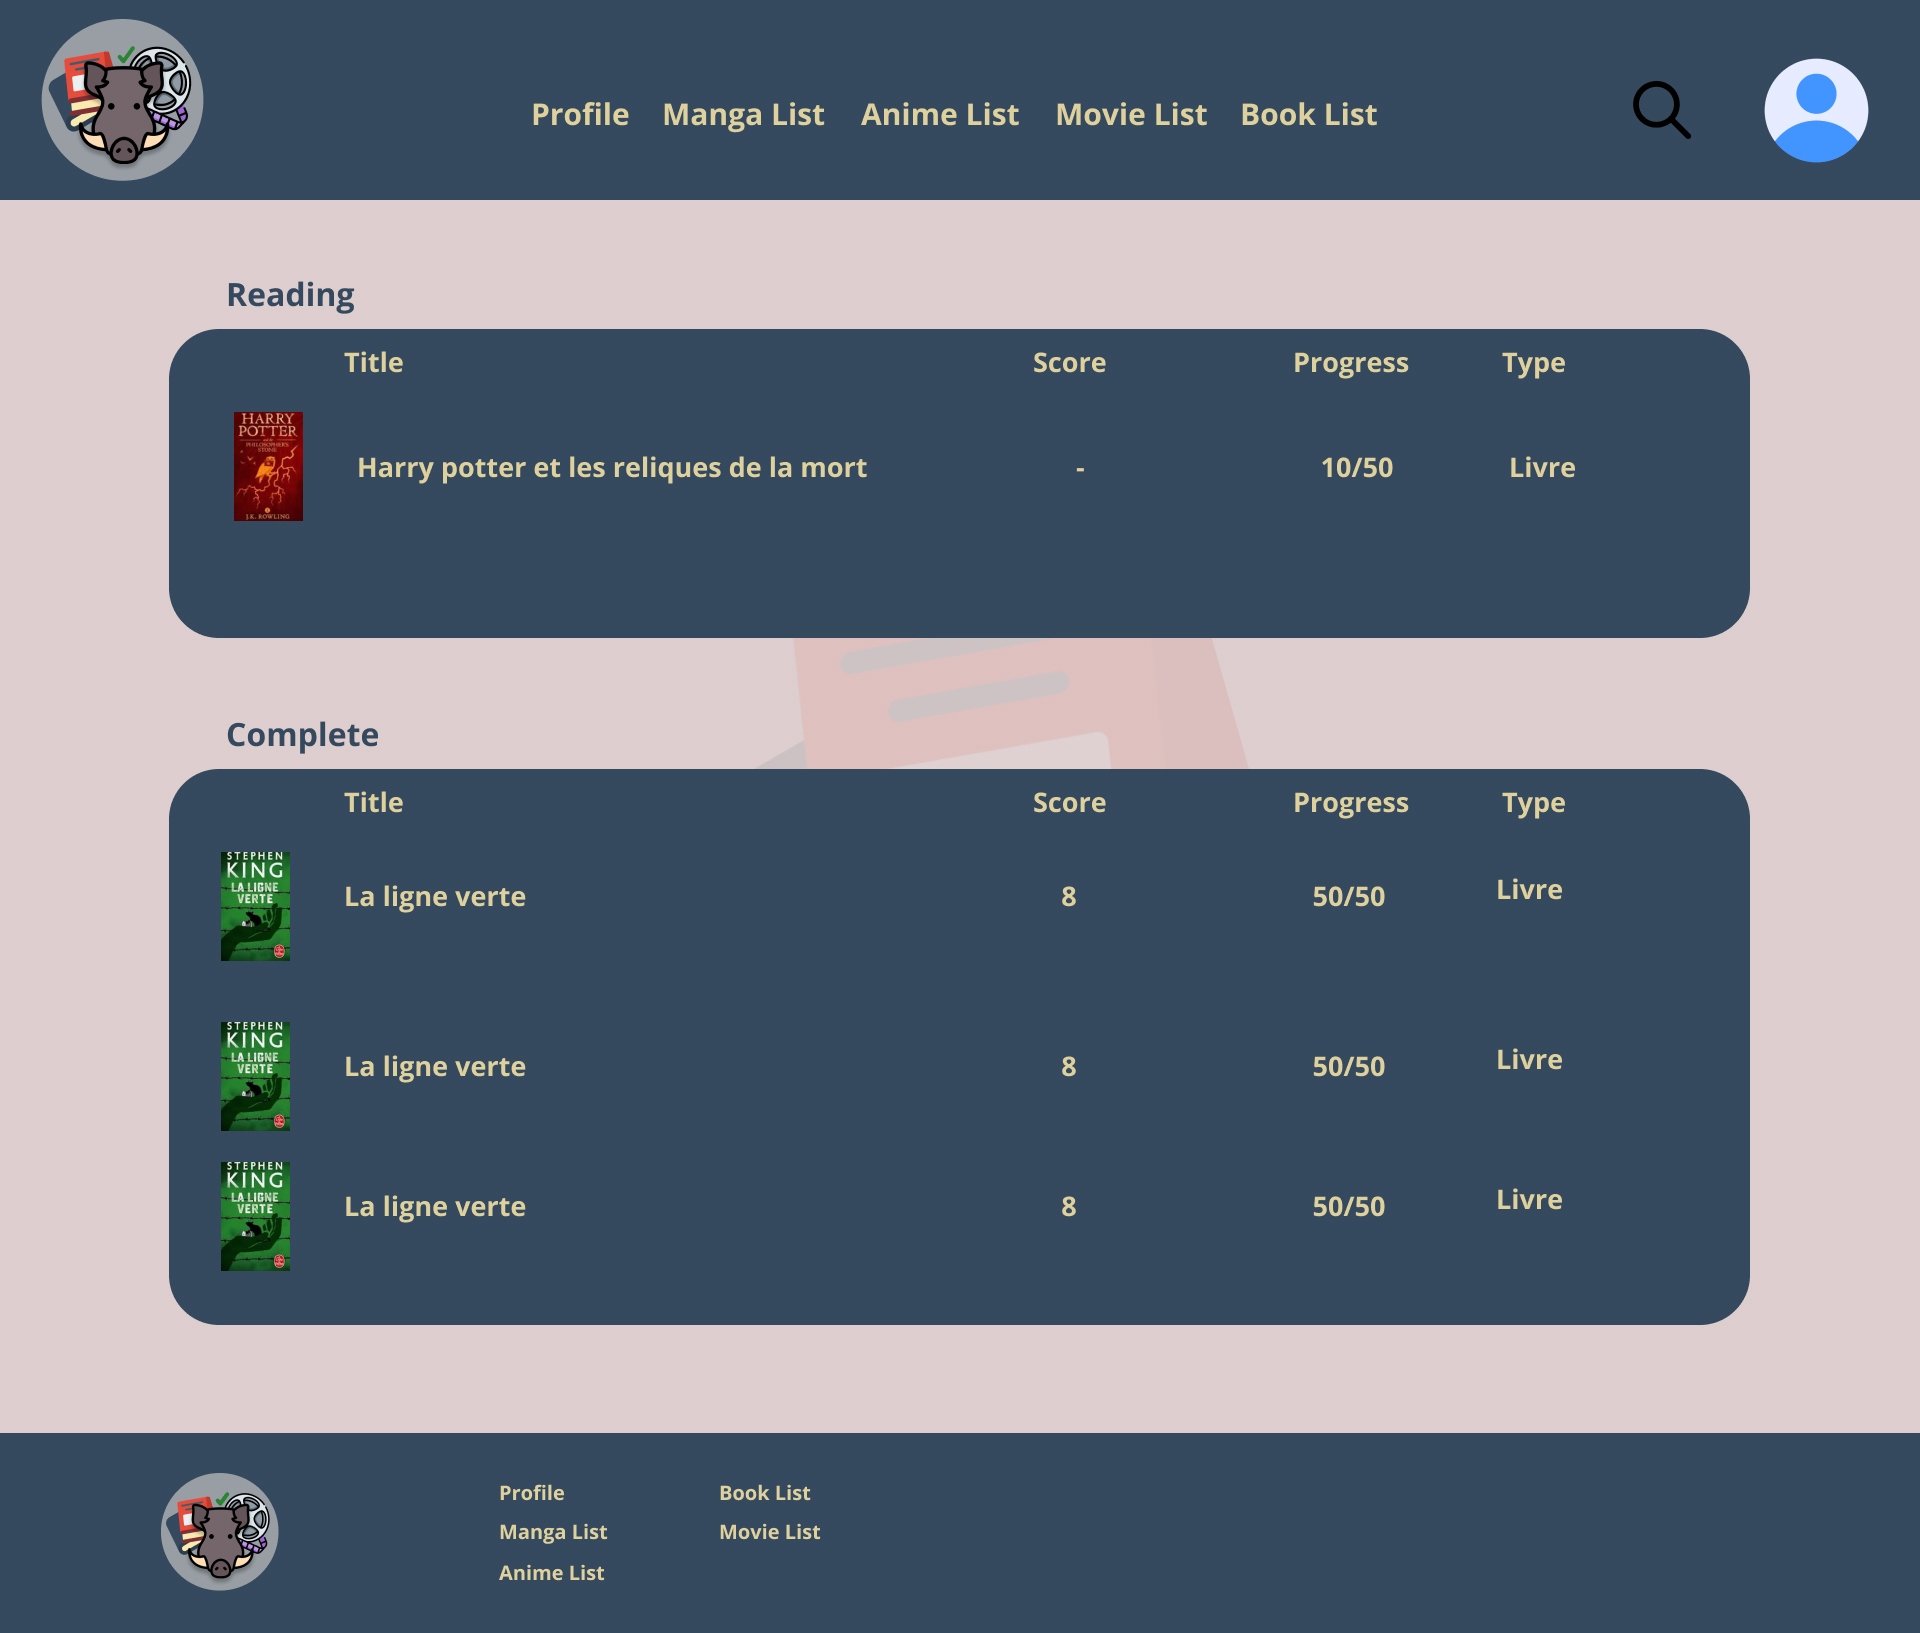 Profile Manga List Anime List Movie List Book List
Reading
Title Score Progress Type
HARRY
POTTER
and the
PHILOSOPHER'S
STONE
J.K. ROWLING
Harry potter et les reliques de la mort - 10/50 Livre
Complete
Title Score Progress Type
STEPHEN
KING
LA LIGNE
VERTE
La ligne verte 8 50/50 Livre
STEPHEN
KING
LA LIGNE
VERTE
La ligne verte 8 50/50 Livre
STEPHEN
KING
LA LIGNE
VERTE
La ligne verte 8 50/50 Livre
Profile Book List
Manga List Movie List
Anime List